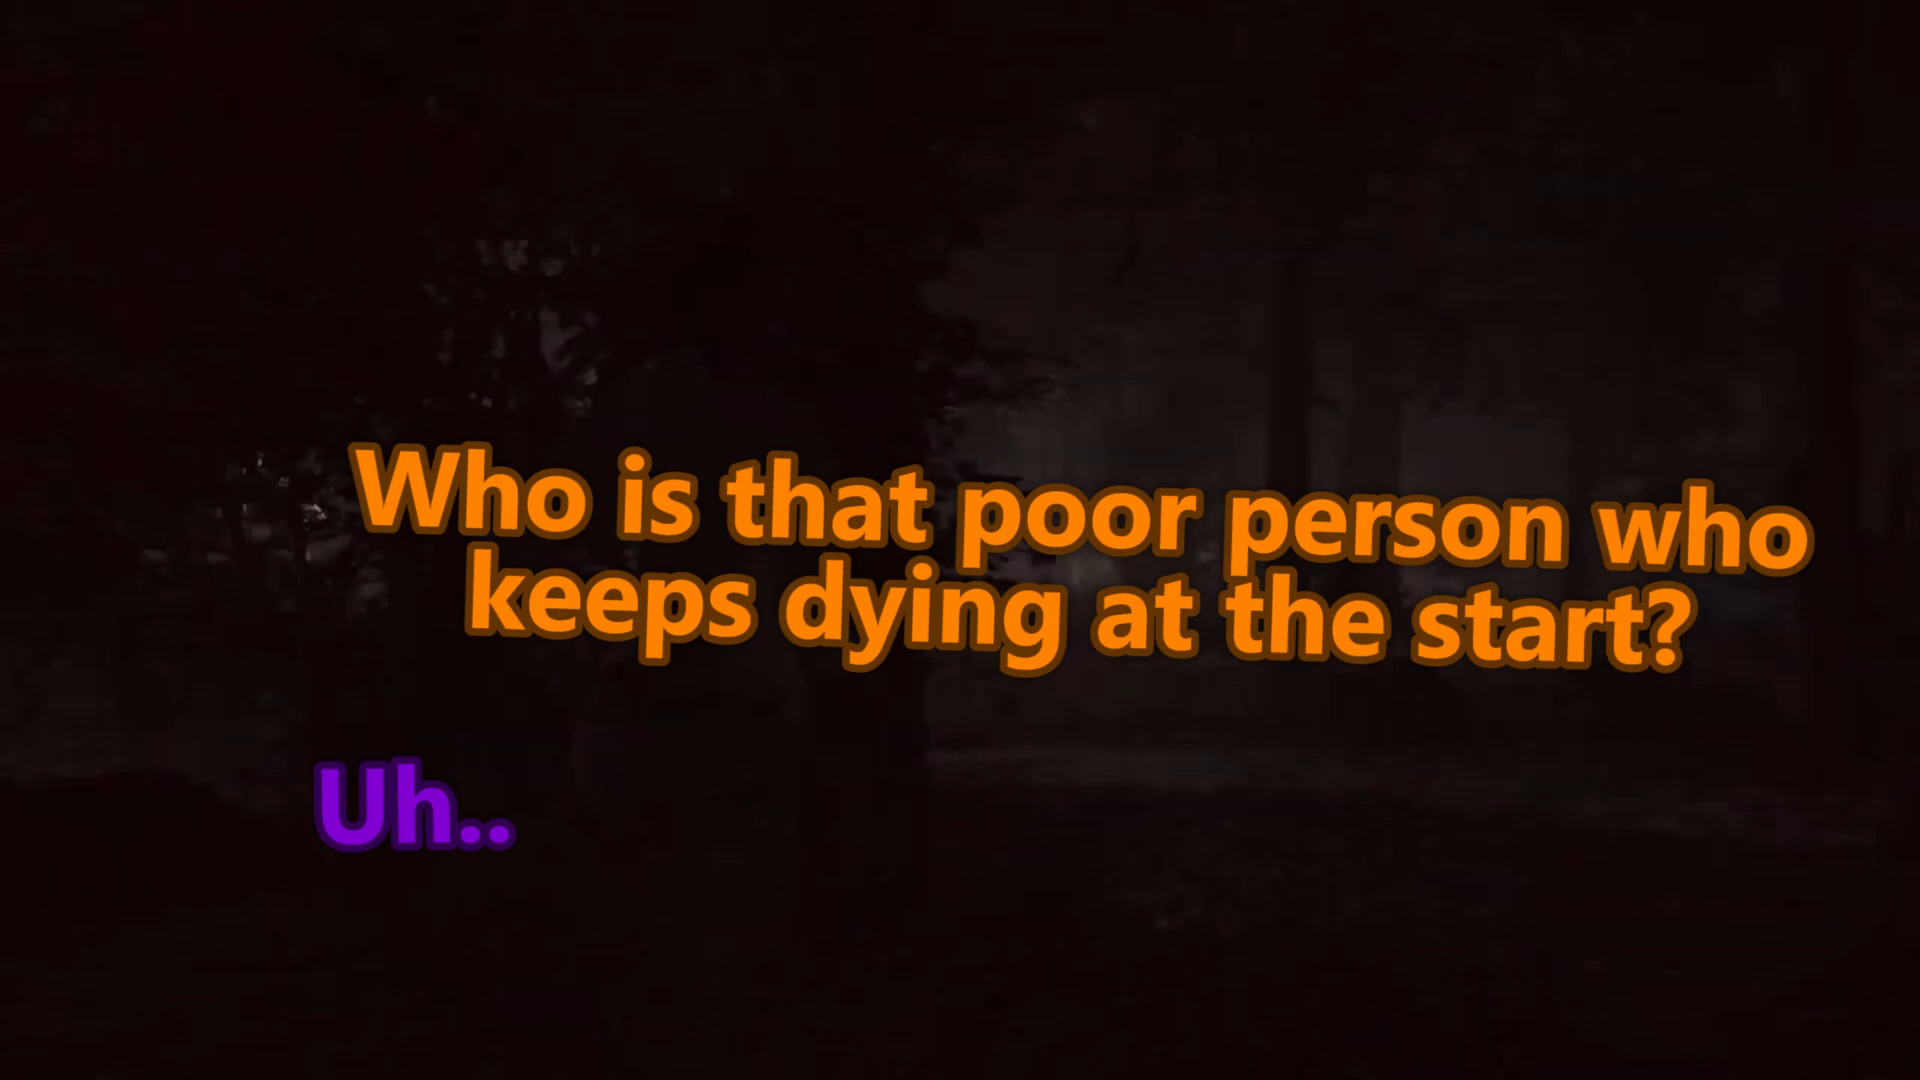 Who is that poor person who
keeps dying at the start?
Uh..